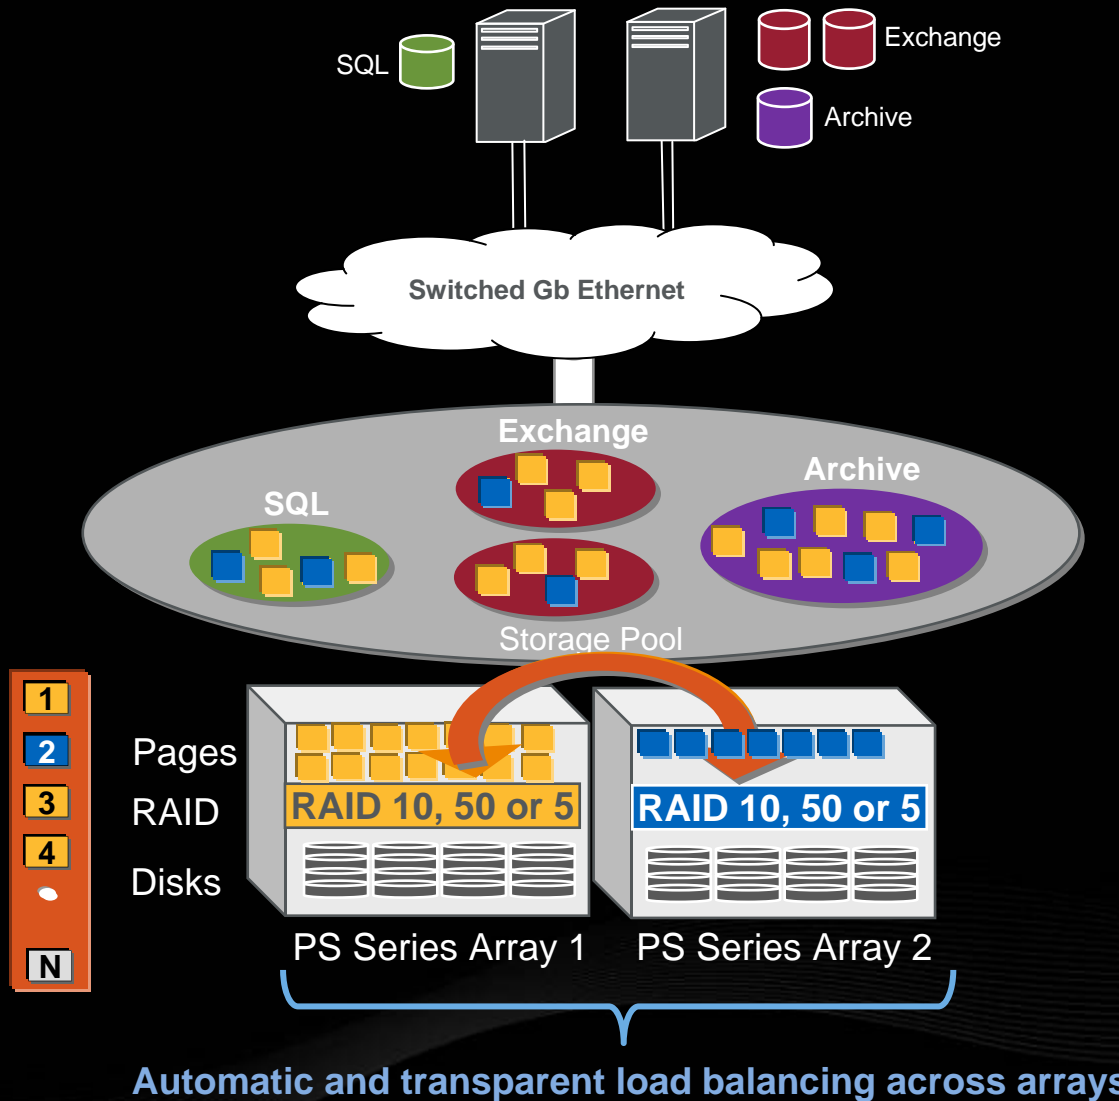 SQL
Exchange
Archive
Switched Gb Ethernet
Exchange
Archive
SQL
Storage Pool
1
2
3
4
N
Pages
RAID
Disks
RAID 10, 50 or 5
RAID 10, 50 or 5
PS Series Array 1
PS Series Array 2
Automatic and transparent load balancing across arrays